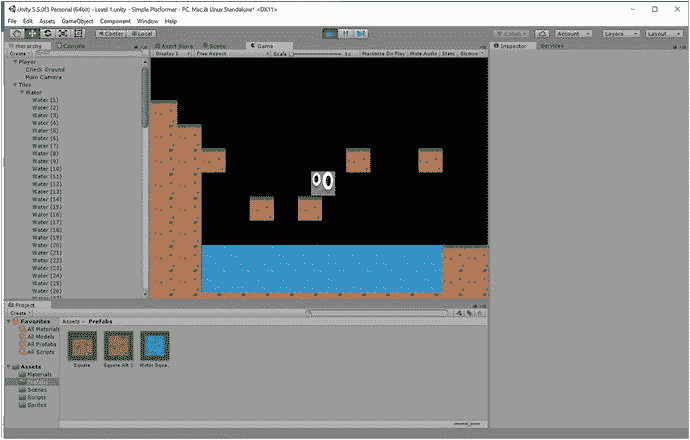 Unity 5.5.0f3 Personal (64bit) - Level 1.unity - Simple Platformer - PC, Mac & Linux Standalone* <DX11>
File Edit Assets GameObject Component Window Help
Center Local Collab Account Layers Layout
Hierarchy Console Asset Store Scene Game Inspector Services
Create Display 1 Free Aspect Scale 1x Maximize On Play Mute Audio Stats Gizmos
Player
Check Ground
Main Camera
Tiles
Water
Water (1)
Water (2)
Water (3)
Water (4)
Water (5)
Water (6)
Water (7)
Water (8)
Water (9)
Water (10)
Water (11)
Water (12)
Water (13)
Water (14)
Water (15)
Water (16)
Water (17)
Water (18)
Water (19)
Water (20)
Water (21)
Water (22)
Water (23)
Water (24)
Water (25)
Water (26)
Project
Create
Favorites
All Materials
All Models
All Prefabs
All Scripts
Assets
Materials
Scenes
Scripts
Sprites
Assets Prefabs
Square Square Alt 2 Water Squa...